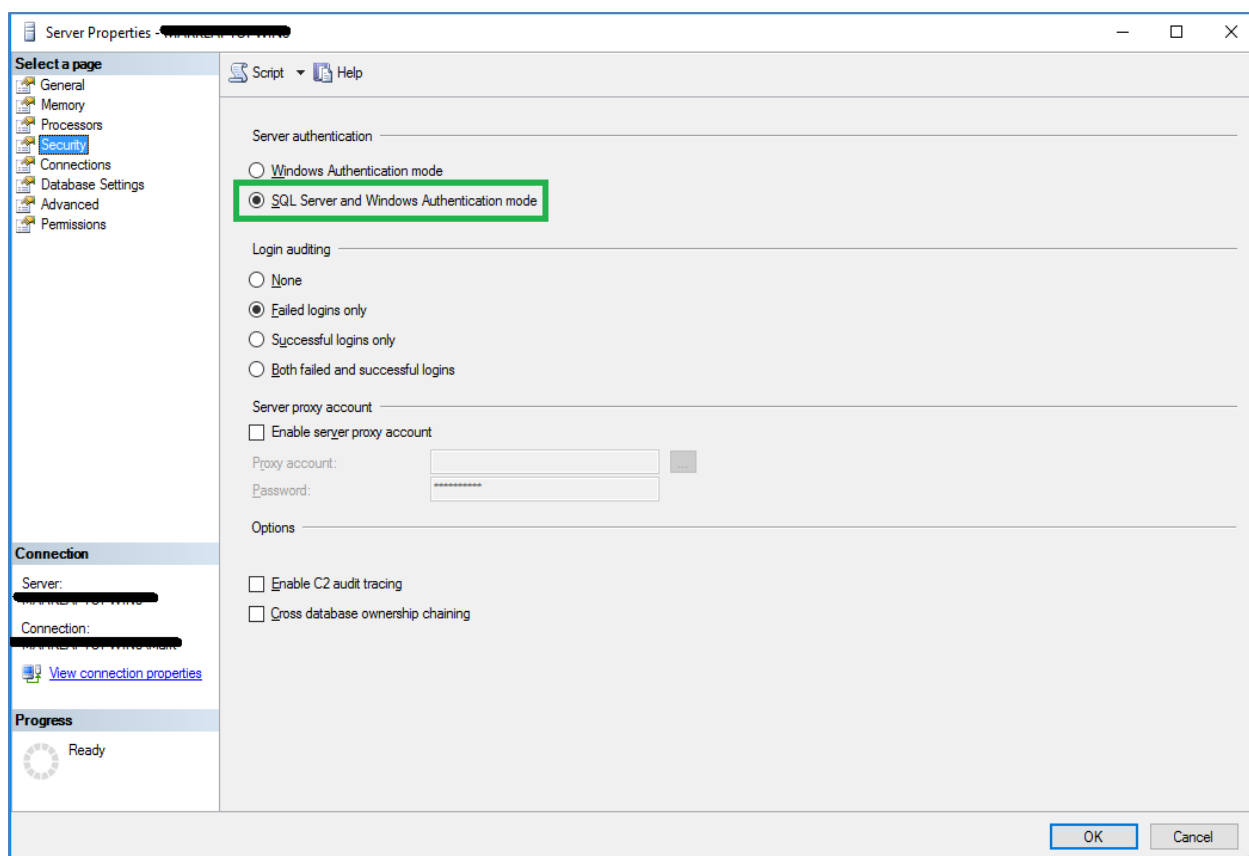 Server Properties -
Select a page
General
Memory
Processors
Security
Connections
Database Settings
Advanced
Permissions
Connection
Server:
Connection:
View connection properties
Progress
Ready
Script
Help
Server authentication
Windows Authentication mode
SQL Server and Windows Authentication mode
Login auditing
None
Failed logins only
Successful logins only
Both failed and successful logins
Server proxy account
Enable server proxy account
Proxy account:
...
Password:
**********
Options
Enable C2 audit tracing
Cross database ownership chaining
OK
Cancel